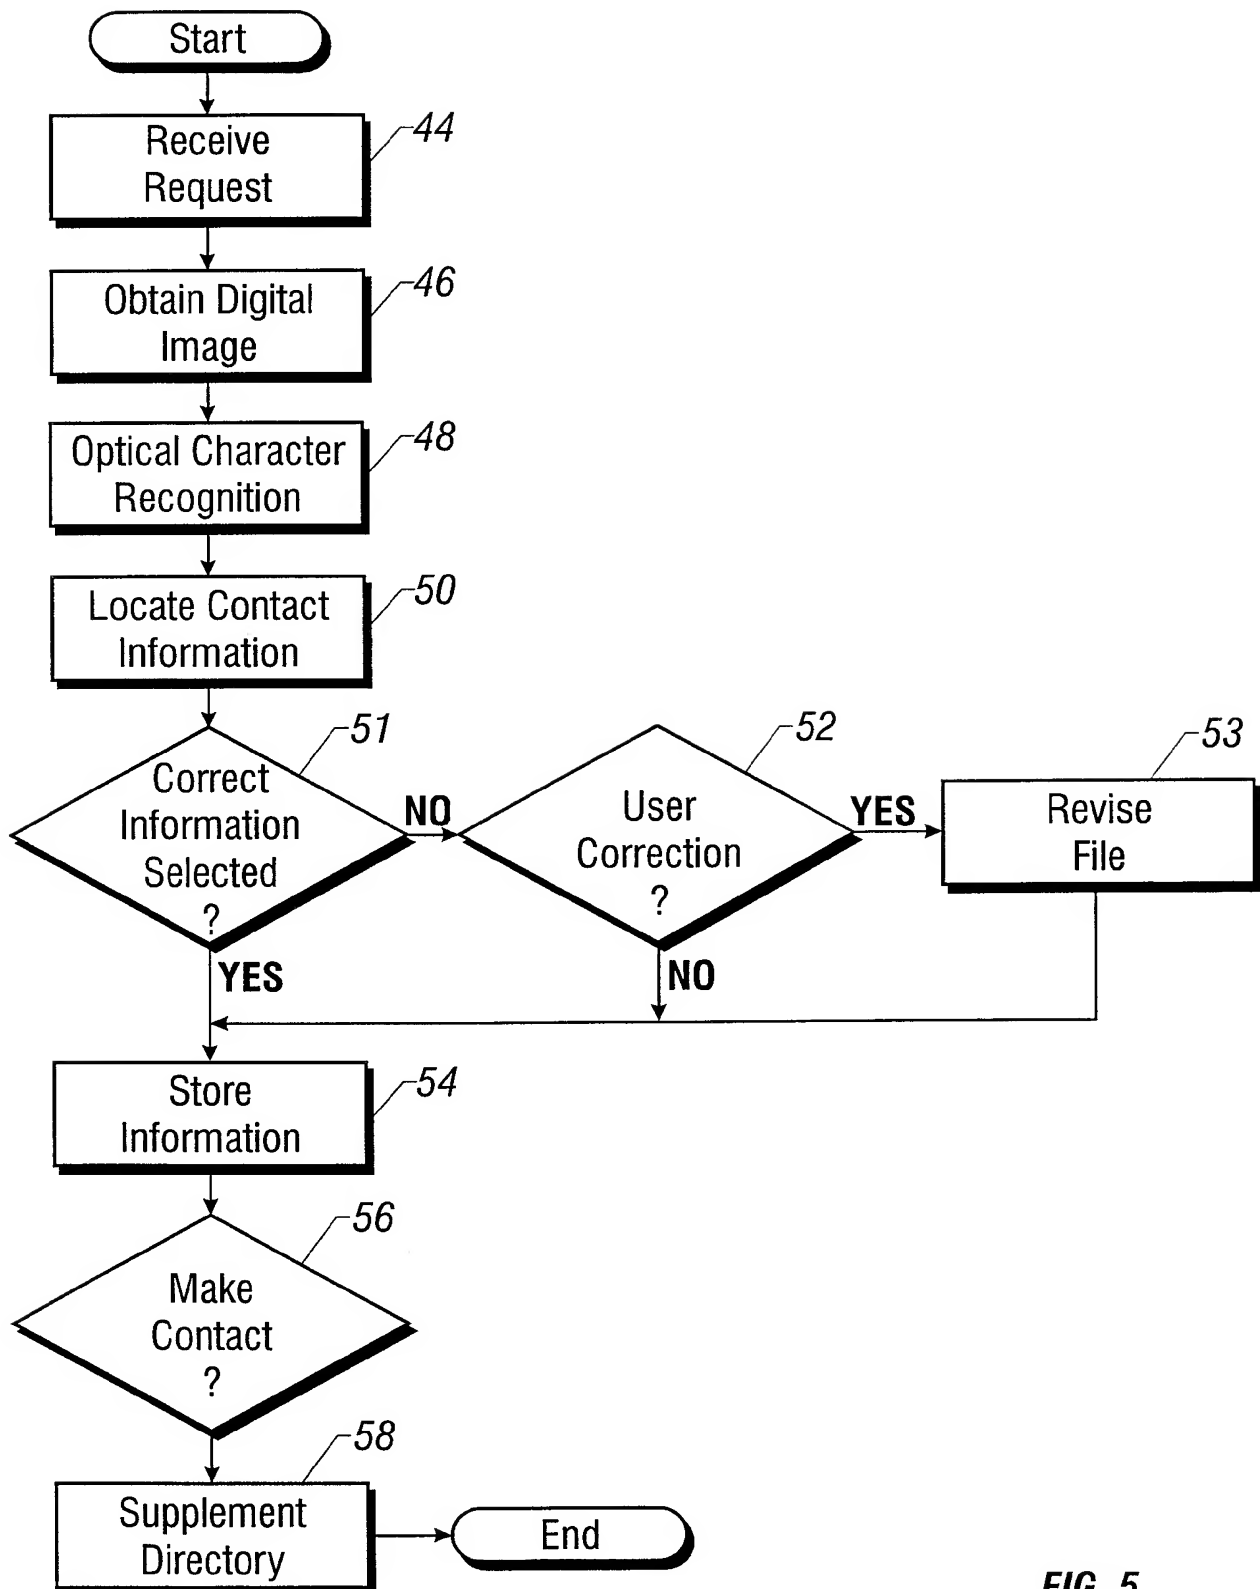 Start
Receive
Request
44
Obtain Digital
Image
46
Optical Character
Recognition
48
Locate Contact
Information
50
Correct
Information
Selected
?
51
NO
YES
User
Correction
?
52
YES
NO
Revise
File
53
Store
Information
54
Make
Contact
?
56
Supplement
Directory
58
End
FIG. 5